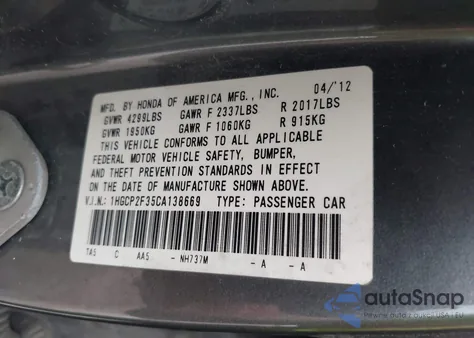 MFD. BY HONDA OF AMERICA MFG., INC. 04/'12
GVWR 4299LBS GAWR F 2337LBS R 2017LBS
GVWR 1950KG GAWR F 1060KG R 915KG
THIS VEHICLE CONFORMS TO ALL APPLICABLE
FEDERAL MOTOR VEHICLE SAFETY, BUMPER,
AND THEFT PREVENTION STANDARDS IN EFFECT
ON THE DATE OF MANUFACTURE SHOWN ABOVE.
V.I.N.: 1HGCP2F35CA138669 TYPE: PASSENGER CAR
TA5 C AA5 - NH737M - A - A
autoSnap